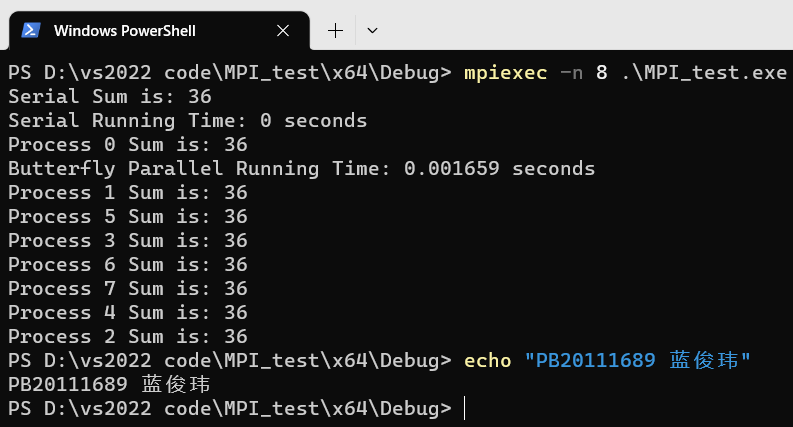 Windows PowerShell
PS D:\vs2022 code\MPI_test\x64\Debug> mpiexec -n 8 .\MPI_test.exe
Serial Sum is: 36
Serial Running Time: 0 seconds
Process 0 Sum is: 36
Butterfly Parallel Running Time: 0.001659 seconds
Process 1 Sum is: 36
Process 5 Sum is: 36
Process 3 Sum is: 36
Process 6 Sum is: 36
Process 7 Sum is: 36
Process 4 Sum is: 36
Process 2 Sum is: 36
PS D:\vs2022 code\MPI_test\x64\Debug> echo "PB20111689 蓝俊玮"
PB20111689 蓝俊玮
PS D:\vs2022 code\MPI_test\x64\Debug>